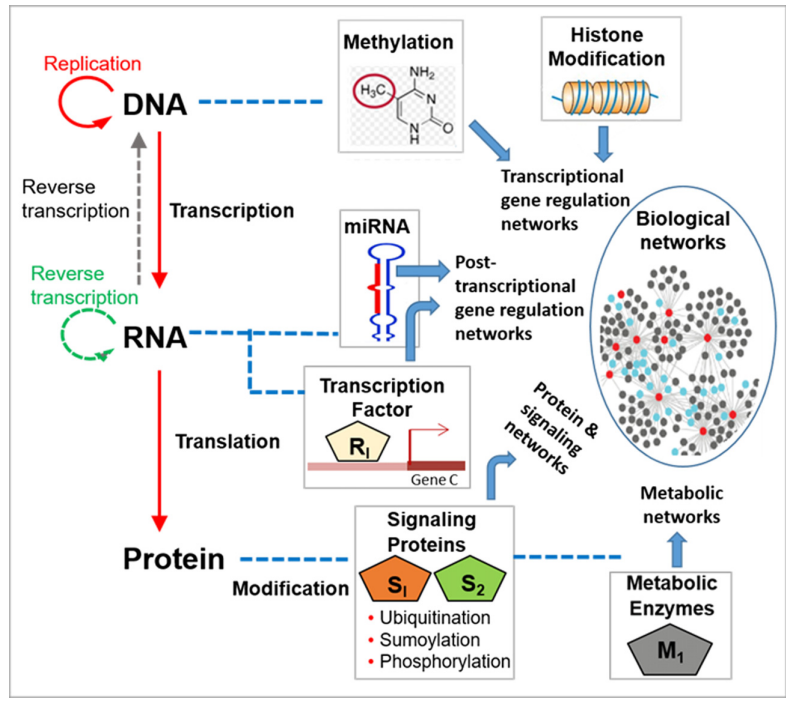 Methylation
H₃C
NH₂
N
N
H
O
Histone
Modification
Replication
DNA
Transcriptional
gene regulation
networks
Reverse
transcription
Transcription
miRNA
Biological
networks
Post-
transcriptional
gene regulation
networks
Reverse
transcription
RNA
Transcription
Factor
R_I
Gene C
Protein &
signaling
networks
Translation
Metabolic
networks
Signaling
Proteins
S_I
S₂
Protein
Modification
Ubiquitination
Sumoylation
Phosphorylation
Metabolic
Enzymes
M₁